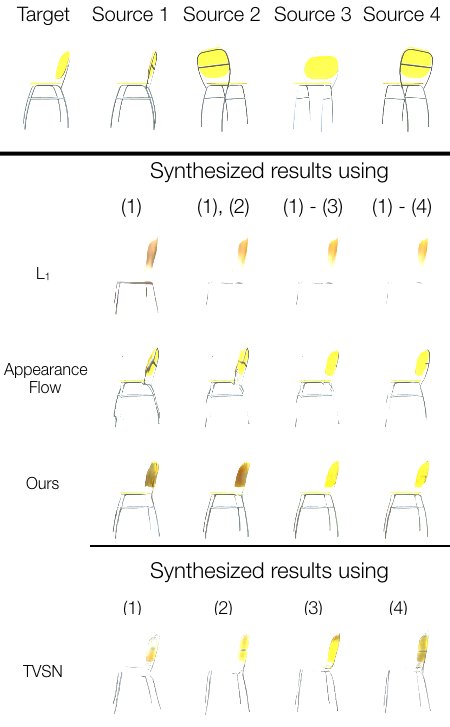 Target Source 1 Source 2 Source 3 Source 4
Synthesized results using
(1) (1), (2) (1) - (3) (1) - (4)
L₁
Appearance
Flow
Ours
Synthesized results using
(1) (2) (3) (4)
TVSN